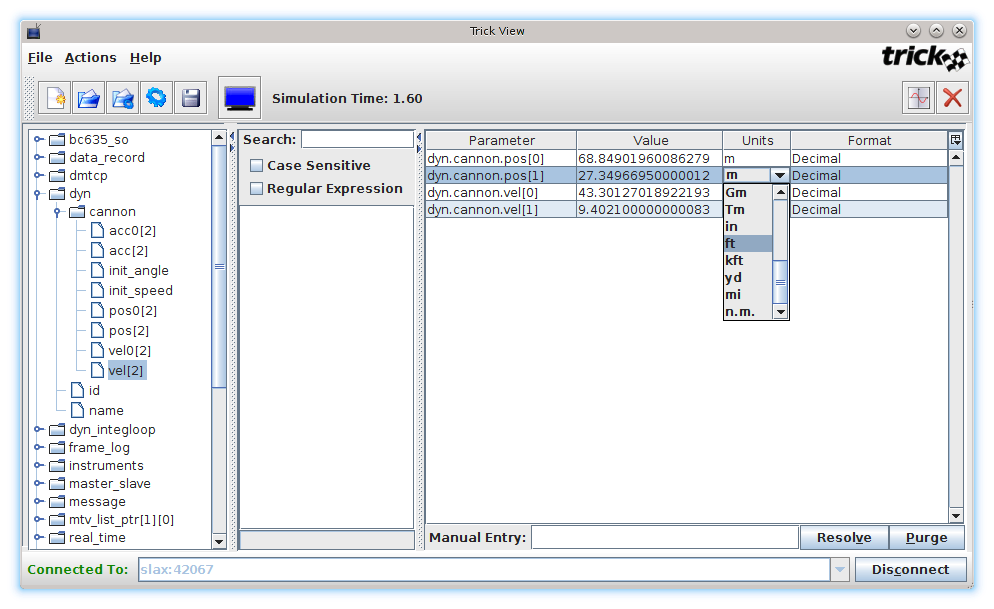 Trick View
File Actions Help
trick
Simulation Time: 1.60
bc635_so
data_record
dmtcp
dyn
cannon
acc0[2]
acc[2]
init_angle
init_speed
pos0[2]
pos[2]
vel0[2]
vel[2]
id
name
dyn_integloop
frame_log
instruments
master_slave
message
mtv_list_ptr[1][0]
real_time
Search:
Case Sensitive
Regular Expression
Parameter Value Units Format
dyn.cannon.pos[0] 68.84901960086279 m Decimal
dyn.cannon.pos[1] 27.34966950000012 m Decimal
dyn.cannon.vel[0] 43.30127018922193 Decimal
dyn.cannon.vel[1] 9.402100000000083 Decimal
Gm
Tm
in
ft
kft
yd
mi
n.m.
Manual Entry: Resolve Purge
Connected To: slax:42067 Disconnect